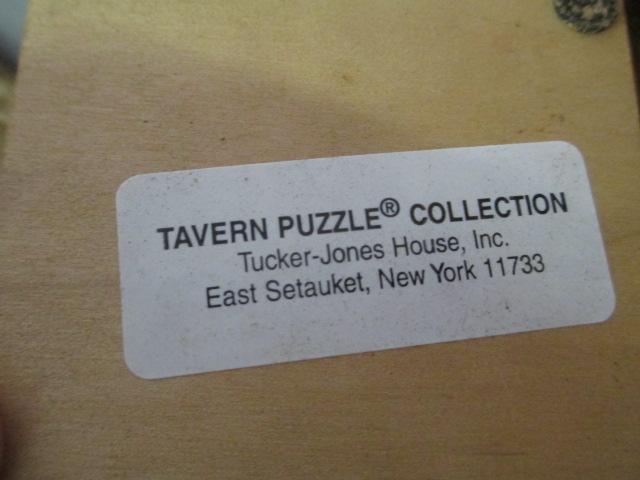 TAVERN PUZZLE® COLLECTION
Tucker-Jones House, Inc.
East Setauket, New York 11733